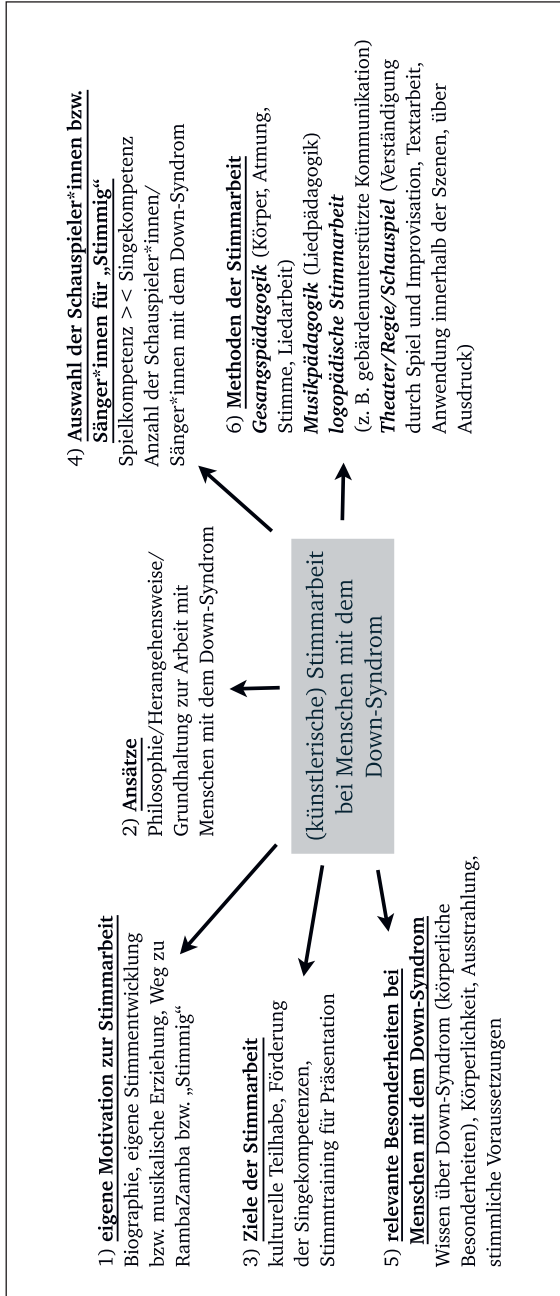 1) eigene Motivation zur Stimmarbeit
Biographie, eigene Stimmentwicklung
bzw. musikalische Erziehung, Weg zu
RambaZamba bzw. „Stimmig“
2) Ansätze
Philosophie/Herangehensweise/
Grundhaltung zur Arbeit mit
Menschen mit dem Down-Syndrom
3) Ziele der Stimmarbeit
kulturelle Teilhabe, Förderung
der Singekompetenzen,
Stimmtraining für Präsentation
4) Auswahl der Schauspieler*innen bzw.
Sänger*innen für „Stimmig“
Spielkompetenz >< Singekompetenz
Anzahl der Schauspieler*innen/
Sänger*innen mit dem Down-Syndrom
(künstlerische) Stimmarbeit
bei Menschen mit dem
Down-Syndrom
5) relevante Besonderheiten bei
Menschen mit dem Down-Syndrom
Wissen über Down-Syndrom (körperliche
Besonderheiten), Körperlichkeit, Ausstrahlung,
stimmliche Voraussetzungen
6) Methoden der Stimmarbeit
Gesangspädagogik (Körper, Atmung,
Stimme, Liedarbeit)
Musikpädagogik (Liedpädagogik)
logopädische Stimmarbeit
(z. B. gebärdenunterstützte Kommunikation)
Theater/Regie/Schauspiel (Verständigung
durch Spiel und Improvisation, Textarbeit,
Anwendung innerhalb der Szenen, über
Ausdruck)